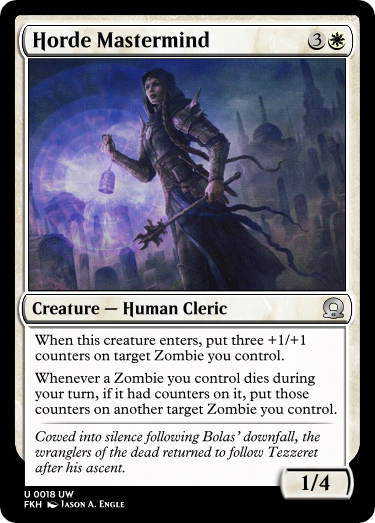 Horde Mastermind
3
Creature — Human Cleric
When this creature enters, put three +1/+1
counters on target Zombie you control.
Whenever a Zombie you control dies during
your turn, if it had counters on it, put those
counters on another target Zombie you control.
Cowed into silence following Bolas’ downfall, the
wranglers of the dead returned to follow Tezzeret
after his ascent.
1/4
U 0018 UW
FKH Jason A. Engle